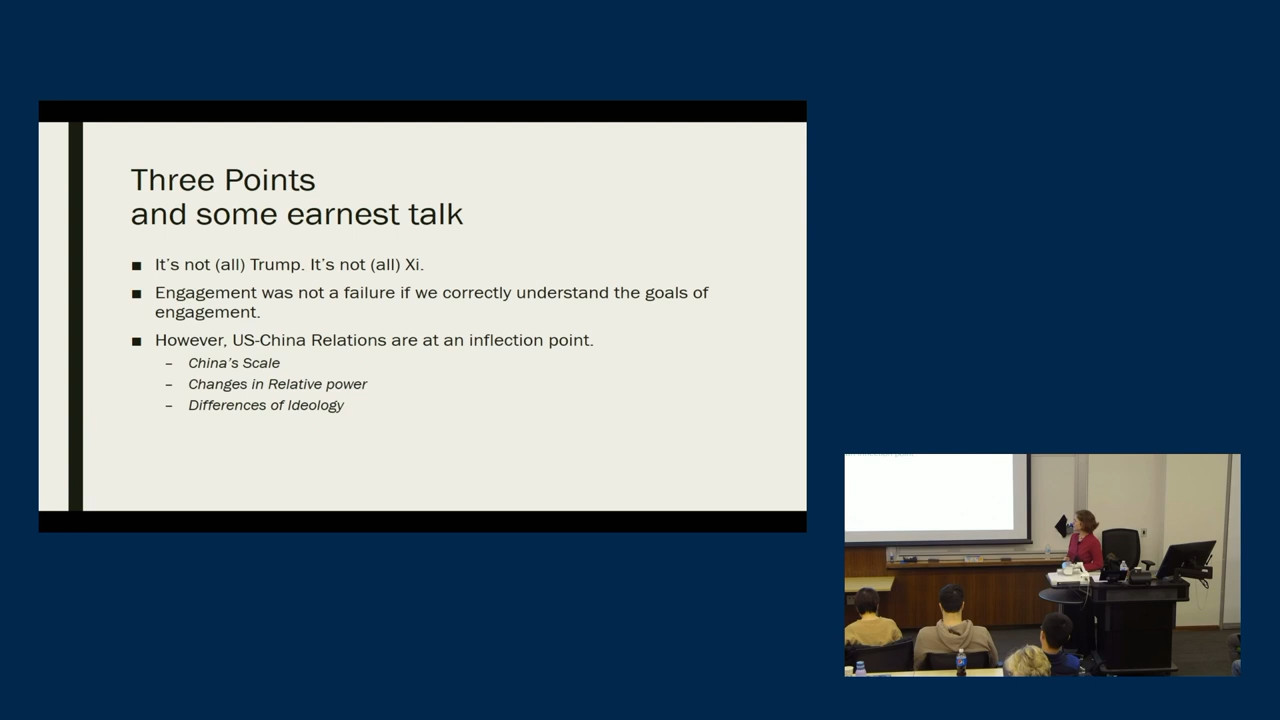 Three Points
and some earnest talk
■ It's not (all) Trump. It's not (all) Xi.
■ Engagement was not a failure if we correctly understand the goals of
engagement.
■ However, US-China Relations are at an inflection point.
– China's Scale
– Changes in Relative power
– Differences of Ideology